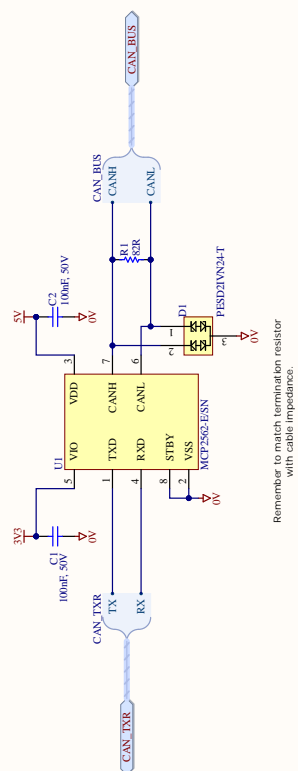 CAN_TXR
CAN_TXR
TX
RX
3V3
C1
100nF, 50V
0V
U1
5
VIO
VDD
3
1
TXD
CANH
7
4
RXD
CANL
6
8
STBY
2
VSS
MCP2562-E/SN
0V
5V
C2
100nF, 50V
0V
R1
82R
D1
1
2
3
PESD2IVN24-T
0V
CAN_BUS
CANH
CANL
CAN_BUS
Remember to match termination resistor
with cable impedance.